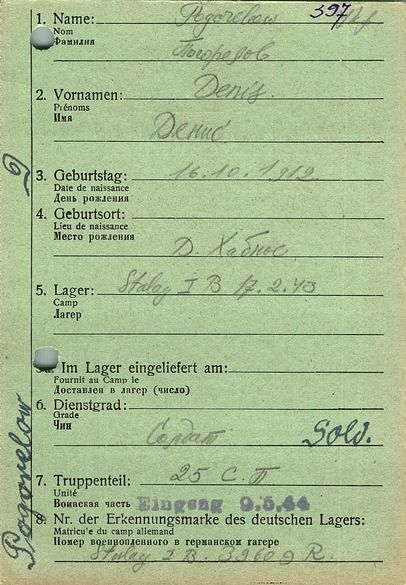 1. Name: Pogorelow 397
Nom
Фамилия
Погорелов
2. Vornamen: Denis.
Prénoms
Имя
Денис
3. Geburtstag: 16.10.1912.
Date de naissance
День рождения
4. Geburtsort:
Lieu de naissance
Место рождения
Д.
5. Lager: Stalag I B 17.2.43
Camp
Лагер
Im Lager eingeliefert am:
Fournit au Camp le
Доставлен в лагер (число)
6. Dienstgrad:
Grade
Чин
Солдат Sold.
7. Truppenteil: 25 С.П
Unité
Воинская часть Eingang 9.5.44
8. Nr. der Erkennungsmarke des deutschen Lagers:
Matricu'e du camp allemand
Номер военнопленного в германском лагере
Stalag I B. 39609 R.
Pogorelow